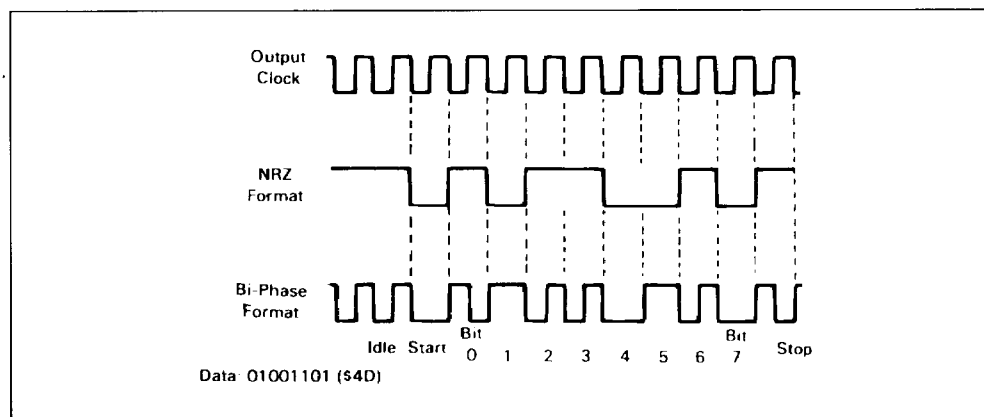 Output
Clock
NRZ
Format
Bi-Phase
Format
Idle Start Bit 0 1 2 3 4 5 6 Bit 7 Stop
Data: 01001101 ($4D)